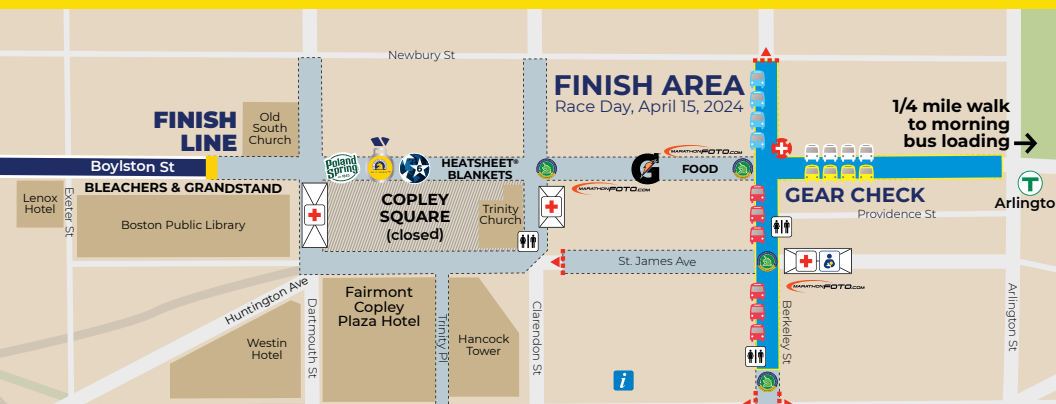 Newbury St
FINISH AREA
Race Day, April 15, 2024
1/4 mile walk
to morning
bus loading
FINISH
LINE
Old
South
Church
Boylston St
Poland
Spring
HEATSHEET®
BLANKETS
G
MARATHONFOTO.COM
FOOD
MARATHONFOTO.COM
GEAR CHECK
T
Arlingto
BLEACHERS & GRANDSTAND
Lenox
Hotel
Exeter St
Boston Public Library
COPLEY
SQUARE
(closed)
Trinity
Church
Providence St
St. James Ave
MARATHONFOTO.COM
Huntington Ave
Dartmouth St
Fairmont
Copley
Plaza Hotel
Trinity Pl
Hancock
Tower
Clarendon St
Berkeley St
Arlington St
Westin
Hotel
i